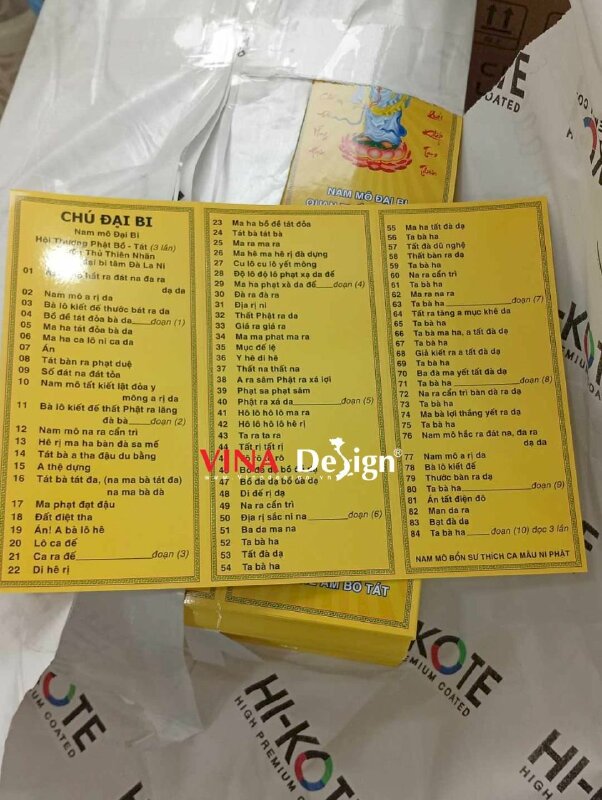 KOTE
COATED
HI-KOTE
COATED
NAM MÔ ĐẠI BI
CHÚ ĐẠI BI
Nam mô Đại Bi
Hội Thượng Phật Bồ - Tát (3 lần)
Thủ Thiên Nhãn
đại bi tâm Đà La Ni
01 hắt ra đát na đa ra
dạ da
02 Nam mô a rị da
03 Bà lô kiết đế thước bát ra da
04 Bồ đề tát đỏa bà da____đoạn (1)
05 Ma ha tát đỏa bà da
06 Ma ha ca lô ni ca da
07 Án
08 Tát bàn ra phạt duệ
09 Số đát na đát tỏa
10 Nam mô tất kiết lật đỏa y
mông a rị da
11 Bà lô kiết đế thất Phật ra lăng
đà bà____đoạn (2)
12 Nam mô na ra cẩn trì
13 Hê rị ma ha bàn đà sa mế
14 Tát bà a tha đậu du bằng
15 A thệ dựng
16 Tát bà tát đa, (na ma bà tát đa)
na ma bà dà
17 Ma phạt đạt đậu
18 Đát điệt tha
19 Án! A bà lô hê
20 Lô ca đế
21 Ca ra đế____đoạn (3)
22 Di hê rị
23 Ma ha bồ đề tát đỏa
24 Tát bà tát bà
25 Ma ra ma ra
26 Ma hê ma hê rị đà dựng
27 Cu lô cu lô yết mông
28 Độ lô độ lô phạt xạ da đế
29 Ma ha phạt xà da đế____đoạn (4)
30 Đà ra đà ra
31 Địa rị ni
32 Thất Phật ra da
33 Giá ra giá ra
34 Ma ma phạt ma ra
35 Mục đế lệ
36 Y hê di hê
37 Thất na thất na
38 A ra sâm Phật ra xá lợi
39 Phạt sa phạt sâm
40 Phật ra xá da____đoạn (5)
41 Hô lô hô lô ma ra
42 Hô lô hô lô hê rị
43 Ta ra ta ra
44 Tất rị tất rị
rô
Bồ đà dạ bồ đà dạ
48 Di đế rị dạ
49 Na ra cẩn trì
50 Địa rị sắc ni na____đoạn (6)
51 Ba da ma na
52 Ta bà ha
53 Tất đà dạ
54 Ta bà ha
55 Ma ha tất đà dạ
56 Ta bà ha
57 Tất đà dũ nghệ
58 Thất bàn ra dạ
59 Ta bà ha
60 Na ra cẩn trì
61 Ta bà ha
62 Ma ra na ra
63 Ta bà ha____đoạn (7)
64 Tất ra tăng a mục khê da
65 Ta bà ha
66 Ta bà ma ha, a tất đà dạ
67 Ta bà ha
68 Giả kiết ra a tất đà dạ
69 Ta bà ha
70 Ba đà ma yết tất đà dạ
71 Ta bà ha____đoạn (8)
72 Na ra cẩn trì bàn dà ra dạ
73 Ta bà ha
74 Ma bà lợi thắng yết ra dạ
75 Ta bà ha
76 Nam mô hắc ra đát na, đa ra
dạ da
77 Nam mô a rị da
78 Bà lô kiết đế
79 Thước bàn ra dạ
80 Ta bà ha____đoạn (9)
81 Án tất điện đô
82 Man da ra
83 Bạt đà da
84 Ta bà ha____đoạn (10) đọc 3 lần
NAM MÔ BỔN SƯ THÍCH CA MÂU NI PHẬT
VINA Design®
BỒ TÁT
HI-KOTE
HIGH PREMIUM
COATED
HI-KOTE
HIGH PREMIUM
COATED